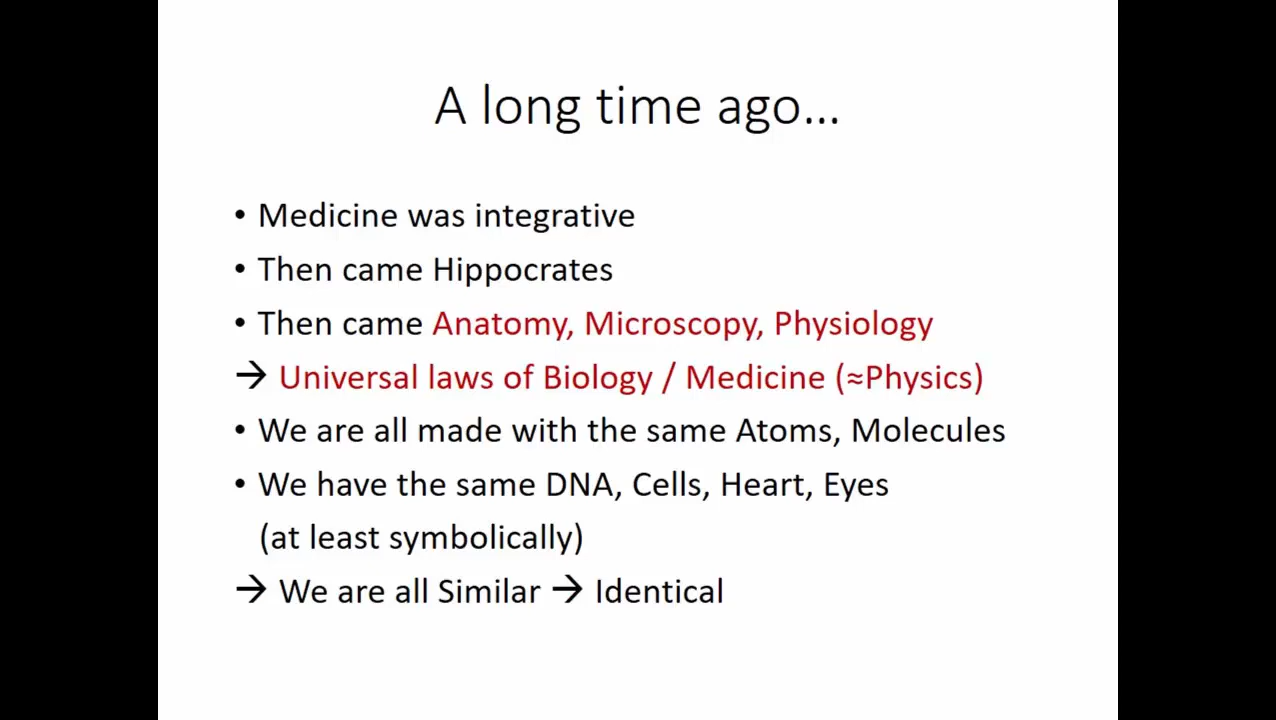 A long time ago...
• Medicine was integrative
• Then came Hippocrates
• Then came Anatomy, Microscopy, Physiology
→ Universal laws of Biology / Medicine (≈Physics)
• We are all made with the same Atoms, Molecules
• We have the same DNA, Cells, Heart, Eyes
(at least symbolically)
→ We are all Similar → Identical